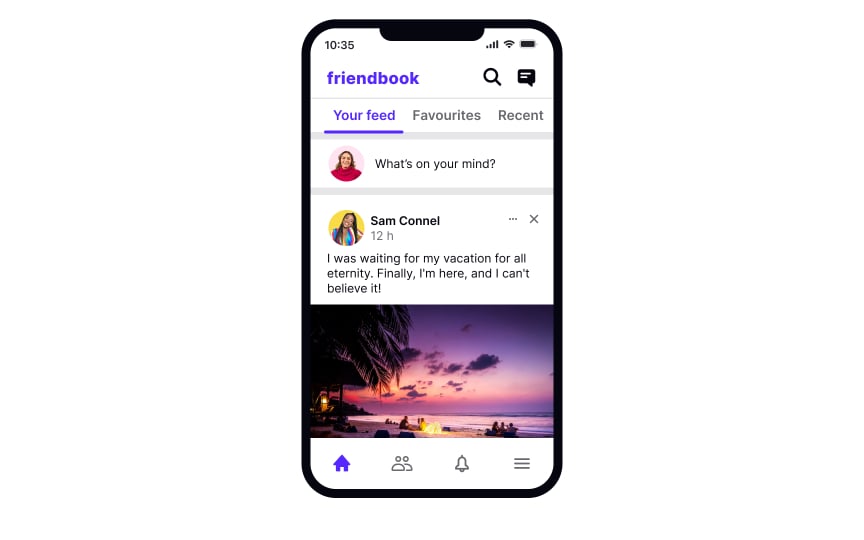 10:35
friendbook
Your feed Favourites Recent
What's on your mind?
Sam Connel
12 h
I was waiting for my vacation for all
eternity. Finally, I'm here, and I can't
believe it!